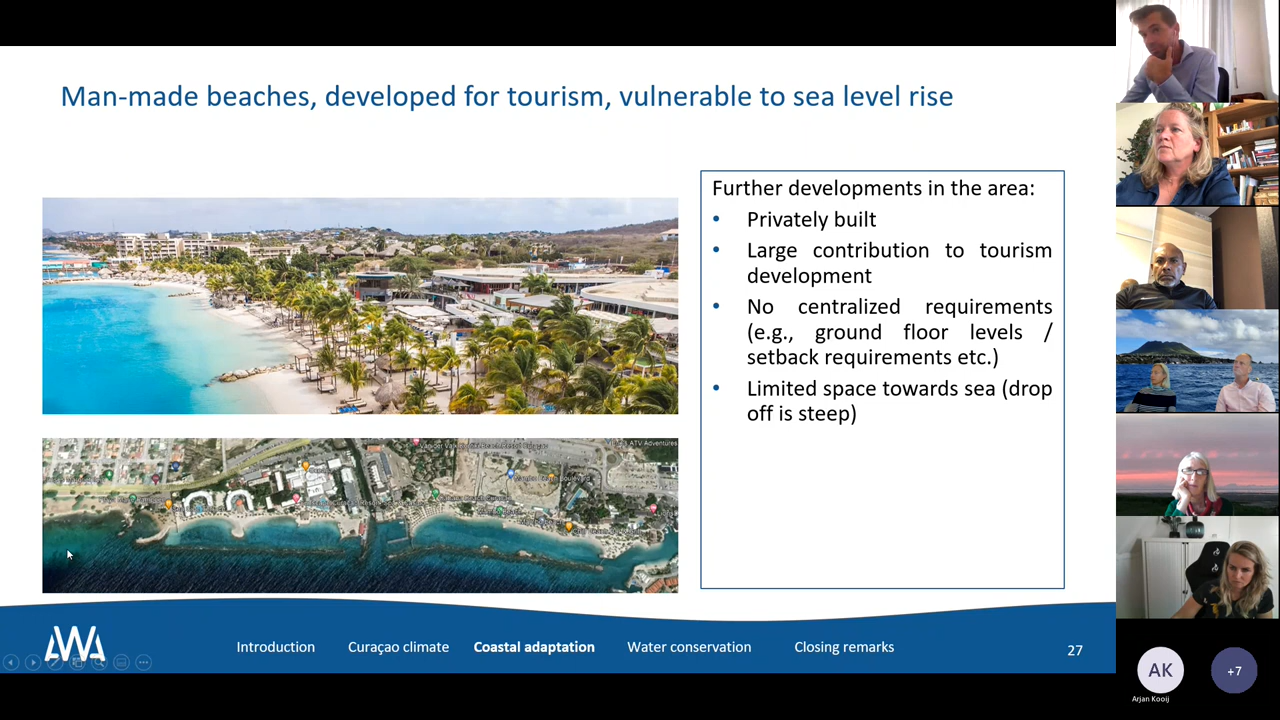 Man-made beaches, developed for tourism, vulnerable to sea level rise
Further developments in the area:
• Privately built
• Large contribution to tourism
development
• No centralized requirements
(e.g., ground floor levels /
setback requirements etc.)
• Limited space towards sea (drop
off is steep)
AWA
Introduction
Curaçao climate
Coastal adaptation
Water conservation
Closing remarks
27
AK
+7
Arjan Kooij